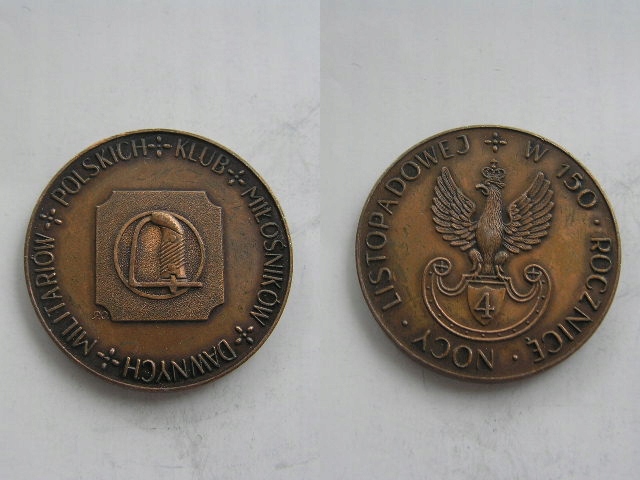 KLUB MIŁOŚNIKÓW DAWNYCH MILITARIÓW POLSKICH
W 150 · ROCZNICĘ · NOCY · LISTOPADOWEJ
4